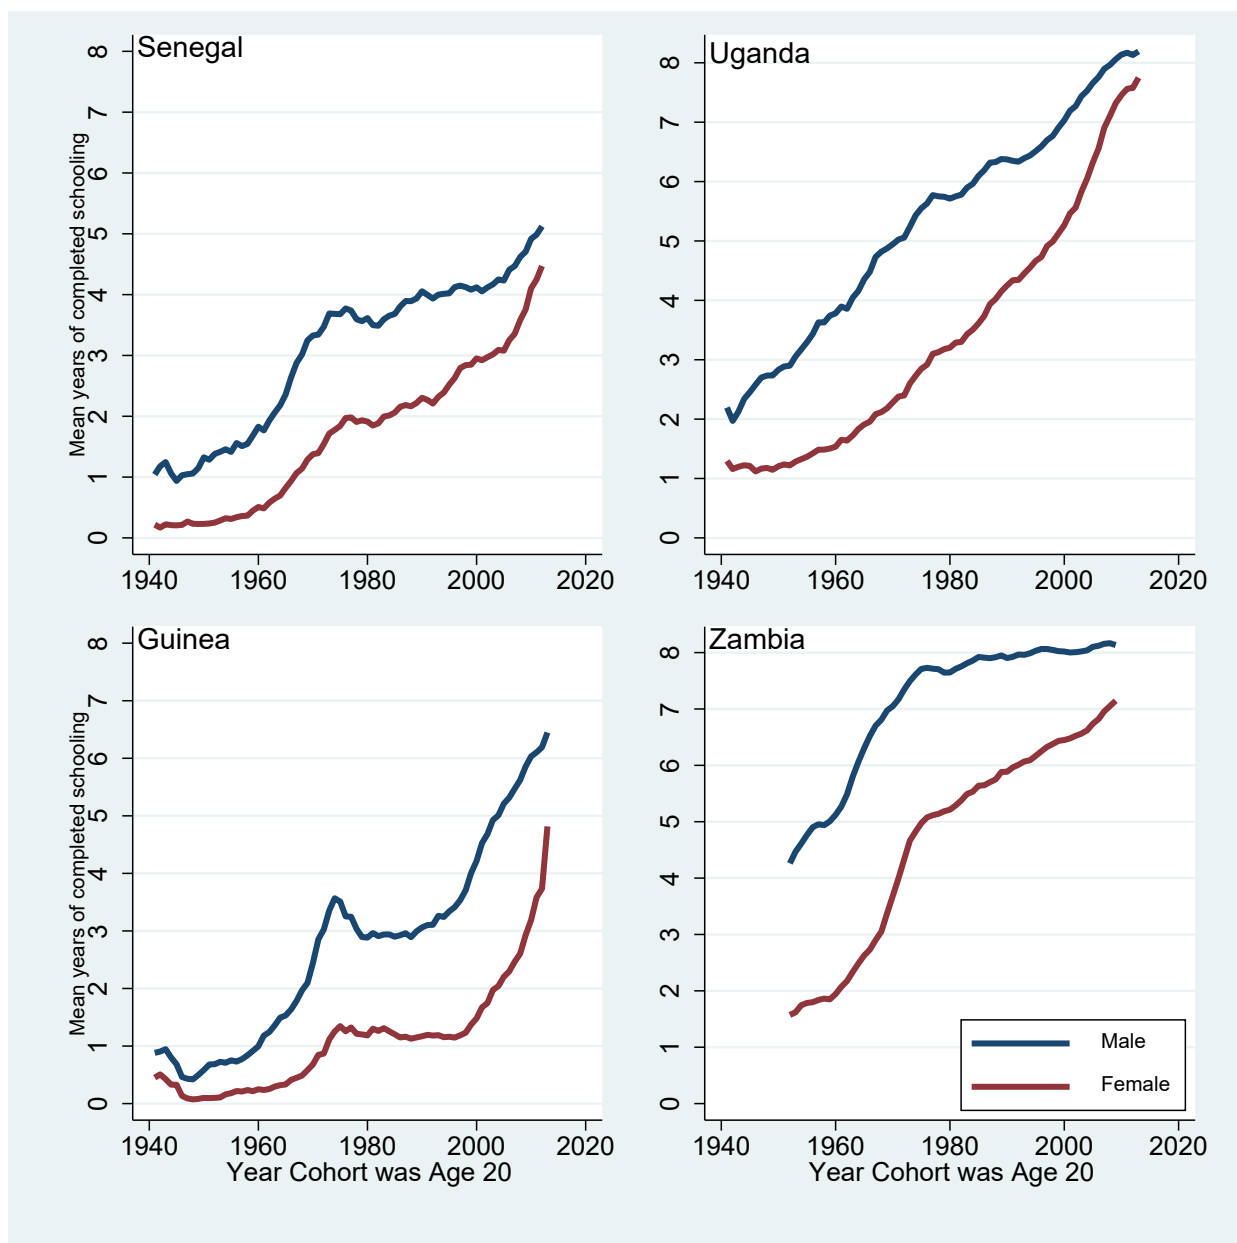 Senegal
Mean years of completed schooling
8
7
6
5
4
3
2
1
0
1940 1960 1980 2000 2020
Uganda
8
7
6
5
4
3
2
1
0
1940 1960 1980 2000 2020
Guinea
Mean years of completed schooling
8
7
6
5
4
3
2
1
0
1940 1960 1980 2000 2020
Year Cohort was Age 20
Zambia
8
7
6
5
4
3
2
1
0
Male
Female
1940 1960 1980 2000 2020
Year Cohort was Age 20